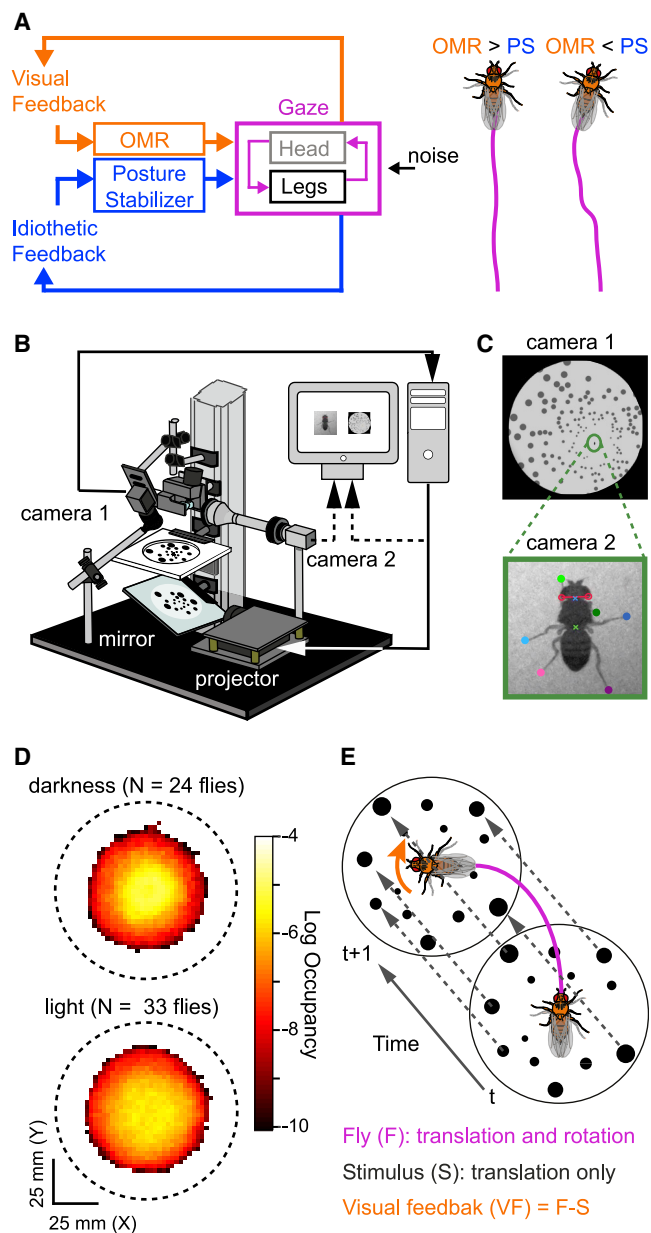 A
OMR > PS OMR < PS
Visual
Feedback
Gaze
OMR
Head
noise
Posture
Stabilizer
Legs
Idiothetic
Feedback
B
C
camera 1
camera 1
camera 2
camera 2
mirror
projector
D
E
darkness (N = 24 flies)
-4
-6
-8
-10
Log Occupancy
light (N = 33 flies)
25 mm (Y)
25 mm (X)
t+1
Time
t
Fly (F): translation and rotation
Stimulus (S): translation only
Visual feedbak (VF) = F-S